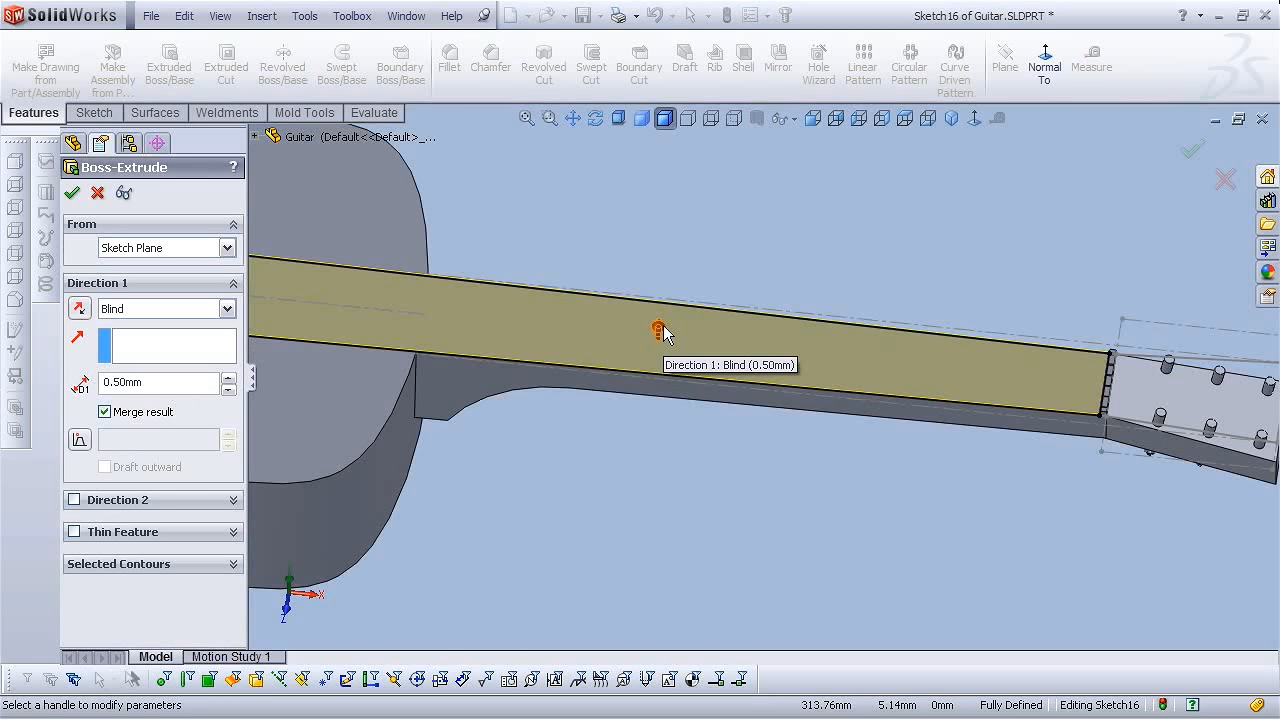 SolidWorks File Edit View Insert Tools Toolbox Window Help Sketch16 of Guitar.SLDPRT * ?
Make Drawing from Part/Assembly
Make Assembly from P...
Extruded Boss/Base
Extruded Cut
Revolved Boss/Base
Swept Boss/Base
Boundary Boss/Base
Fillet
Chamfer
Revolved Cut
Swept Cut
Boundary Cut
Draft
Rib
Shell
Mirror
Hole Wizard
Linear Pattern
Circular Pattern
Curve Driven Pattern
Plane
Normal To
Measure
Features Sketch Surfaces Weldments Mold Tools Evaluate
Guitar (Default<<Default>_...
Boss-Extrude ?
From
Sketch Plane
Direction 1
Blind
0.50mm
Merge result
Draft outward
Direction 2
Thin Feature
Selected Contours
Direction 1: Blind (0.50mm)
X
Z
Model Motion Study 1
Select a handle to modify parameters 313.76mm 5.14mm 0mm Fully Defined Editing Sketch16 ?